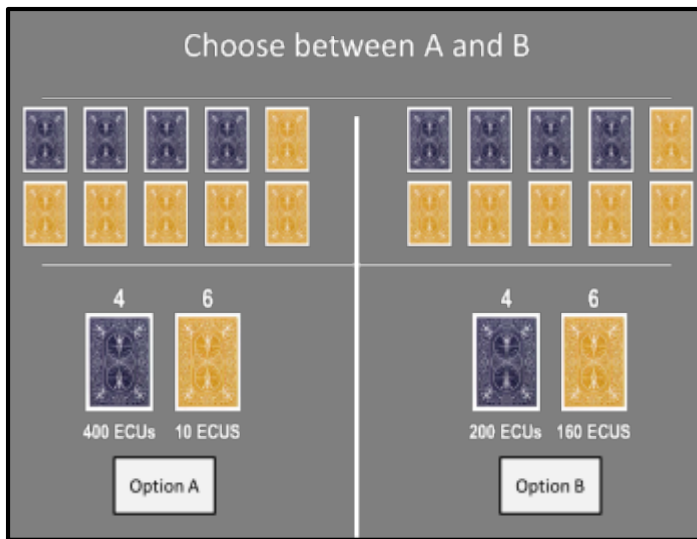 Choose between A and B
4 6
400 ECUs 10 ECUS
Option A
4 6
200 ECUs 160 ECUS
Option B